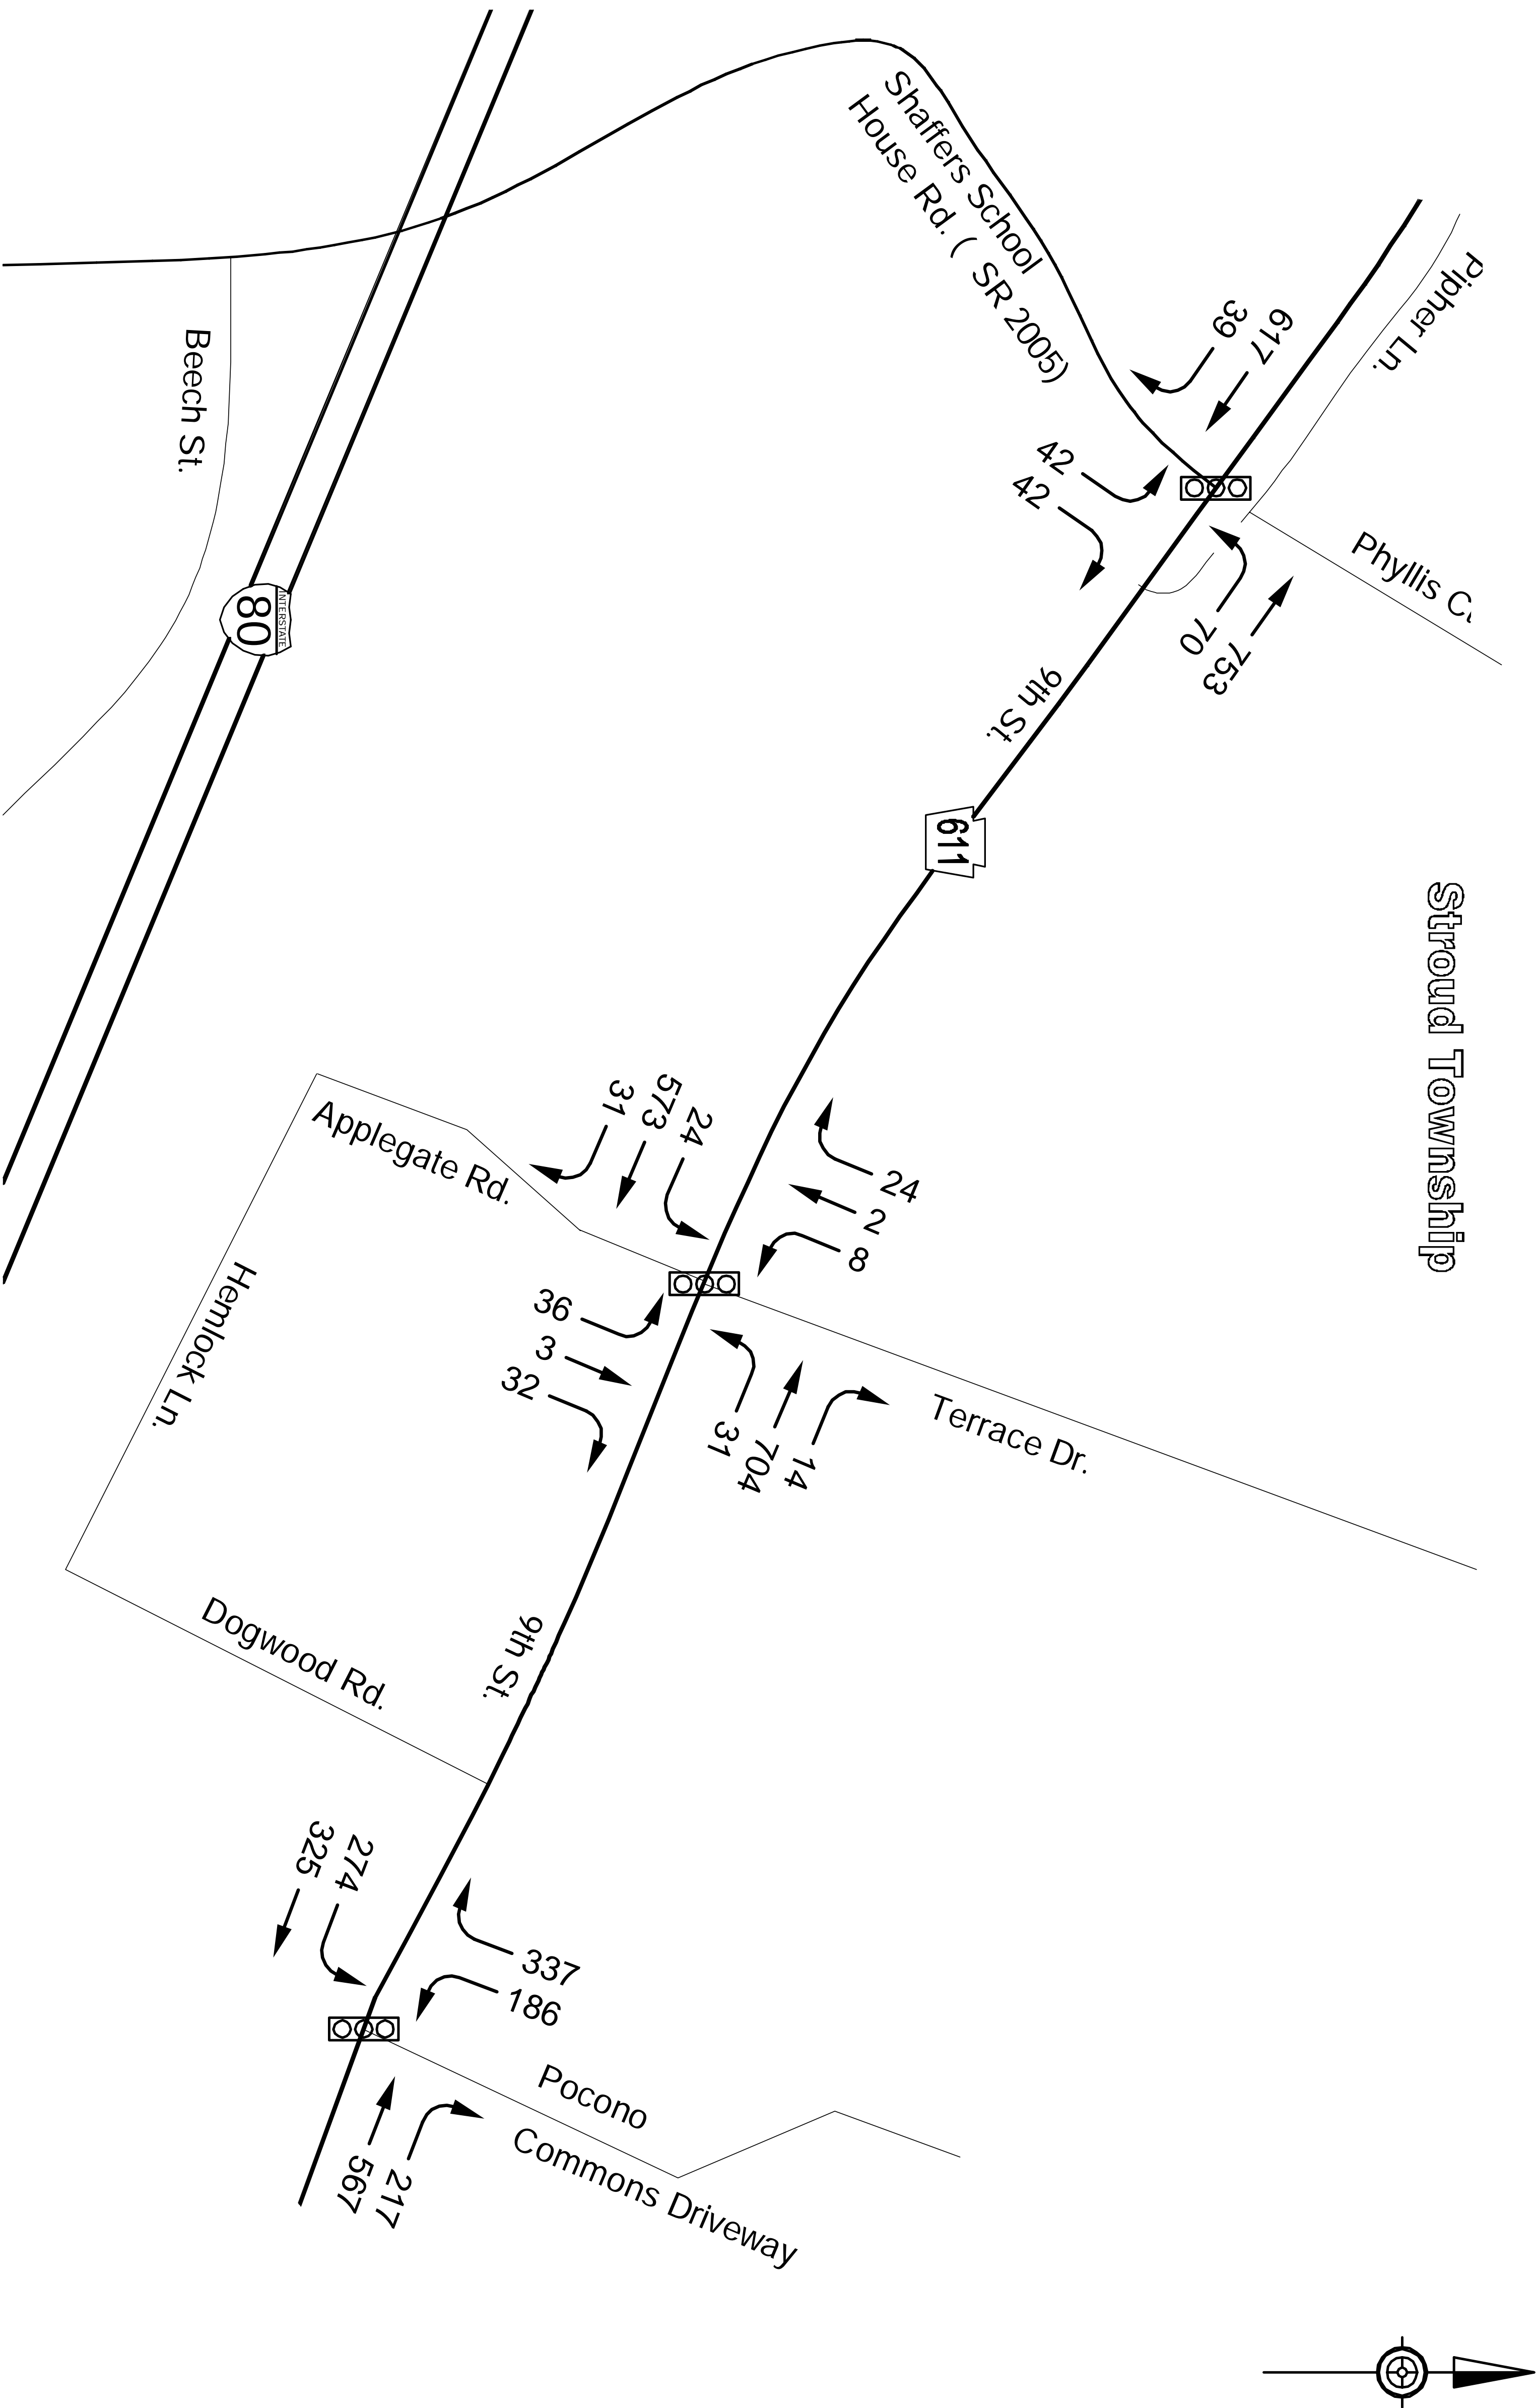 Shaffers School
House Rd. ( SR 2005)
Pipher Ln.
617
39
42
42
Phyllis Ct
70
753
Beech St.
INTERSTATE
80
9th St.
611
Stroud Township
31
573
24
24
2
8
Applegate Rd.
36
3
32
31
704
14
Terrace Dr.
Hemlock Ln.
Dogwood Rd.
9th St.
325
274
337
186
Pocono
Commons Driveway
567
217